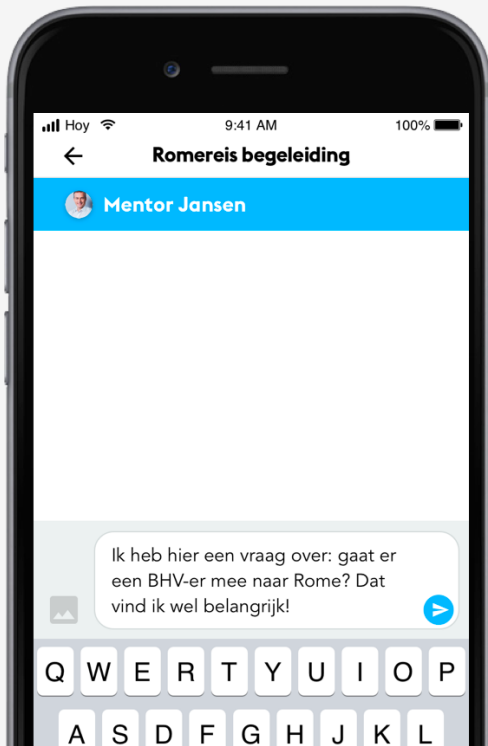 Hoy 9:41 AM 100%
Romereis begeleiding
Mentor Jansen
Ik heb hier een vraag over: gaat er
een BHV-er mee naar Rome? Dat
vind ik wel belangrijk!
Q W E R T Y U I O P
A S D F G H J K L